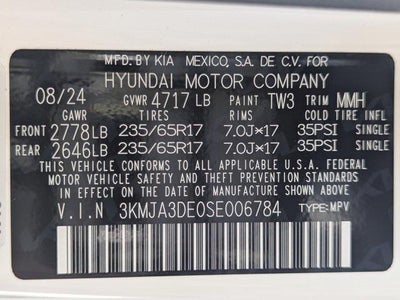 MFD.BY KIA MEXICO, S.A. DE C.V. FOR
HYUNDAI MOTOR COMPANY
08/24 GVWR 4717 LB PAINT TW3 TRIM MMH
GAWR TIRES RIMS COLD TIRE INFL
FRONT 2778LB 235/65R17 7.0J×17 35PSI SINGLE
REAR 2646LB 235/65R17 7.0J×17 35PSI SINGLE
THIS VEHICLE CONFORMS TO ALL APPLICABLE U.S.A. FEDERAL
MOTOR VEHICLE SAFETY AND THEFT PREVENTION STANDARDS
IN EFFECT ON THE DATE OF MANUFACTURE SHOWN ABOVE.
V.I.N 3KMJA3DE0SE006784 TYPE:MPV